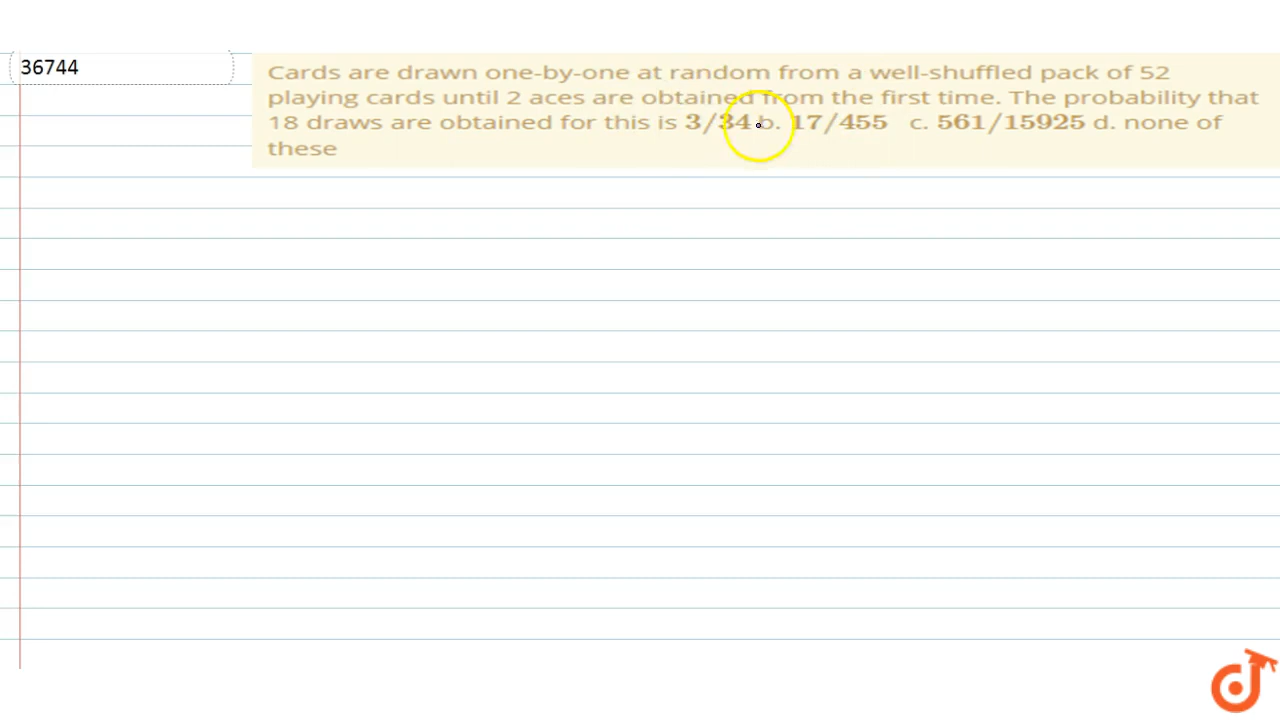 36744
Cards are drawn one-by-one at random from a well-shuffled pack of 52
playing cards until 2 aces are obtained from the first time. The probability that
18 draws are obtained for this is 3/34 b. 17/455 c. 561/15925 d. none of
these